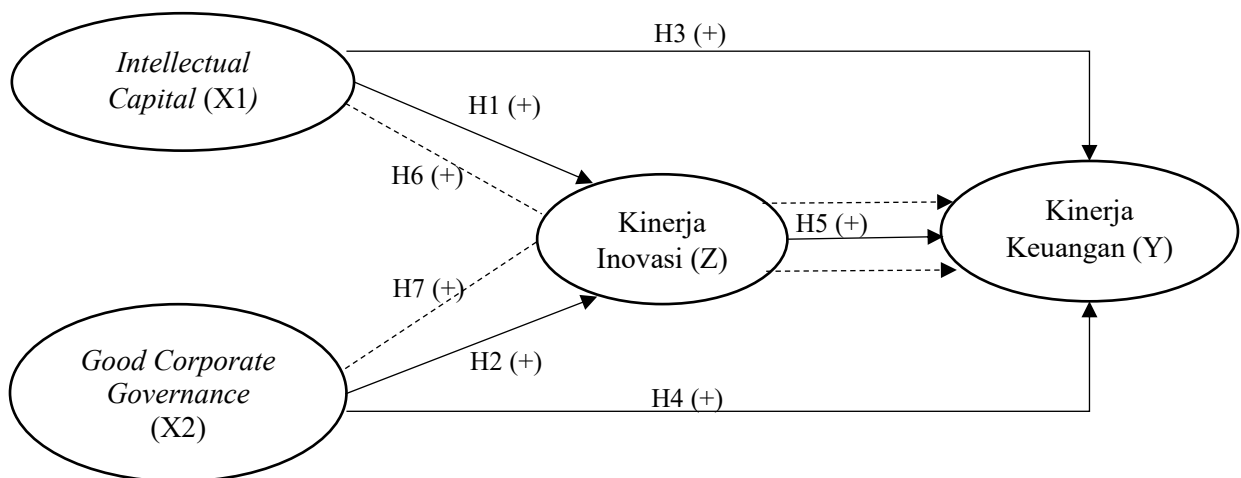 H3 (+)
Intellectual
Capital (X1)
H1 (+)
H6 (+)
Kinerja
Inovasi (Z)
H5 (+)
Kinerja
Keuangan (Y)
H7 (+)
Good Corporate
Governance
(X2)
H2 (+)
H4 (+)